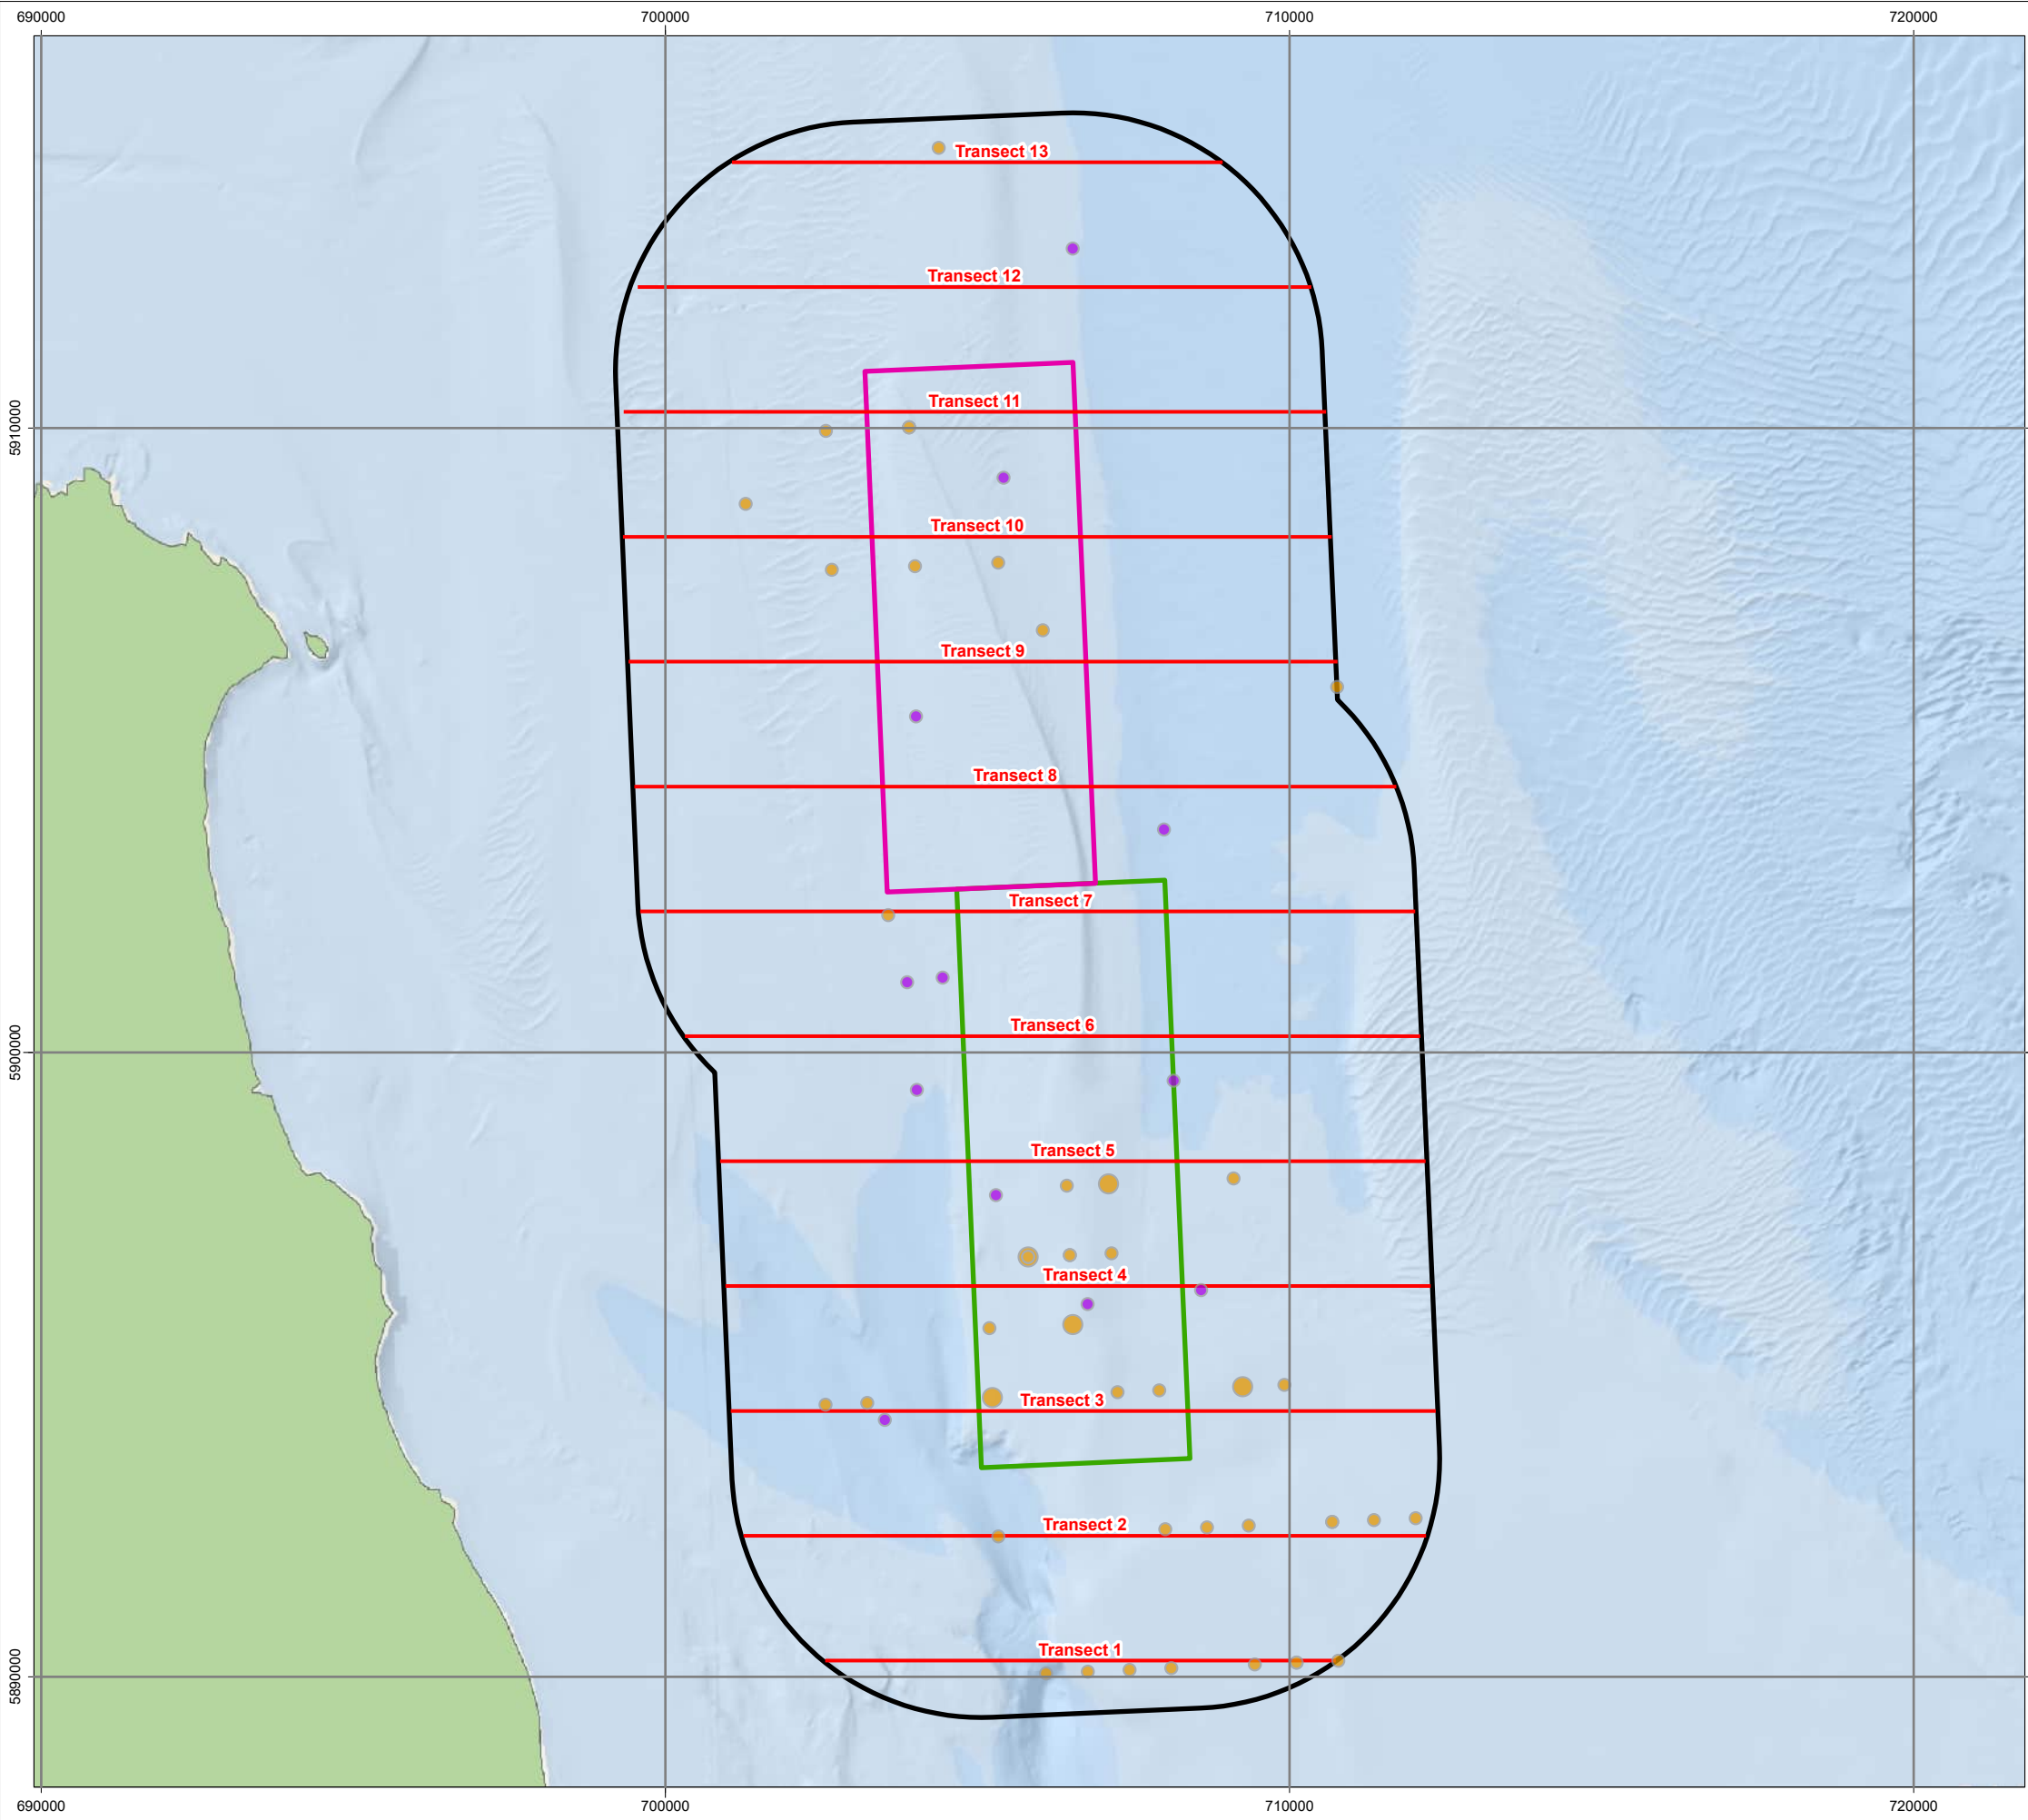 690000 700000 710000 720000
Transect 13
Transect 12
Transect 11
5910000
Transect 10
Transect 9
Transect 8
Transect 7
Transect 6
5900000
Transect 5
Transect 4
Transect 3
Transect 2
Transect 1
5890000
690000 700000 710000 720000